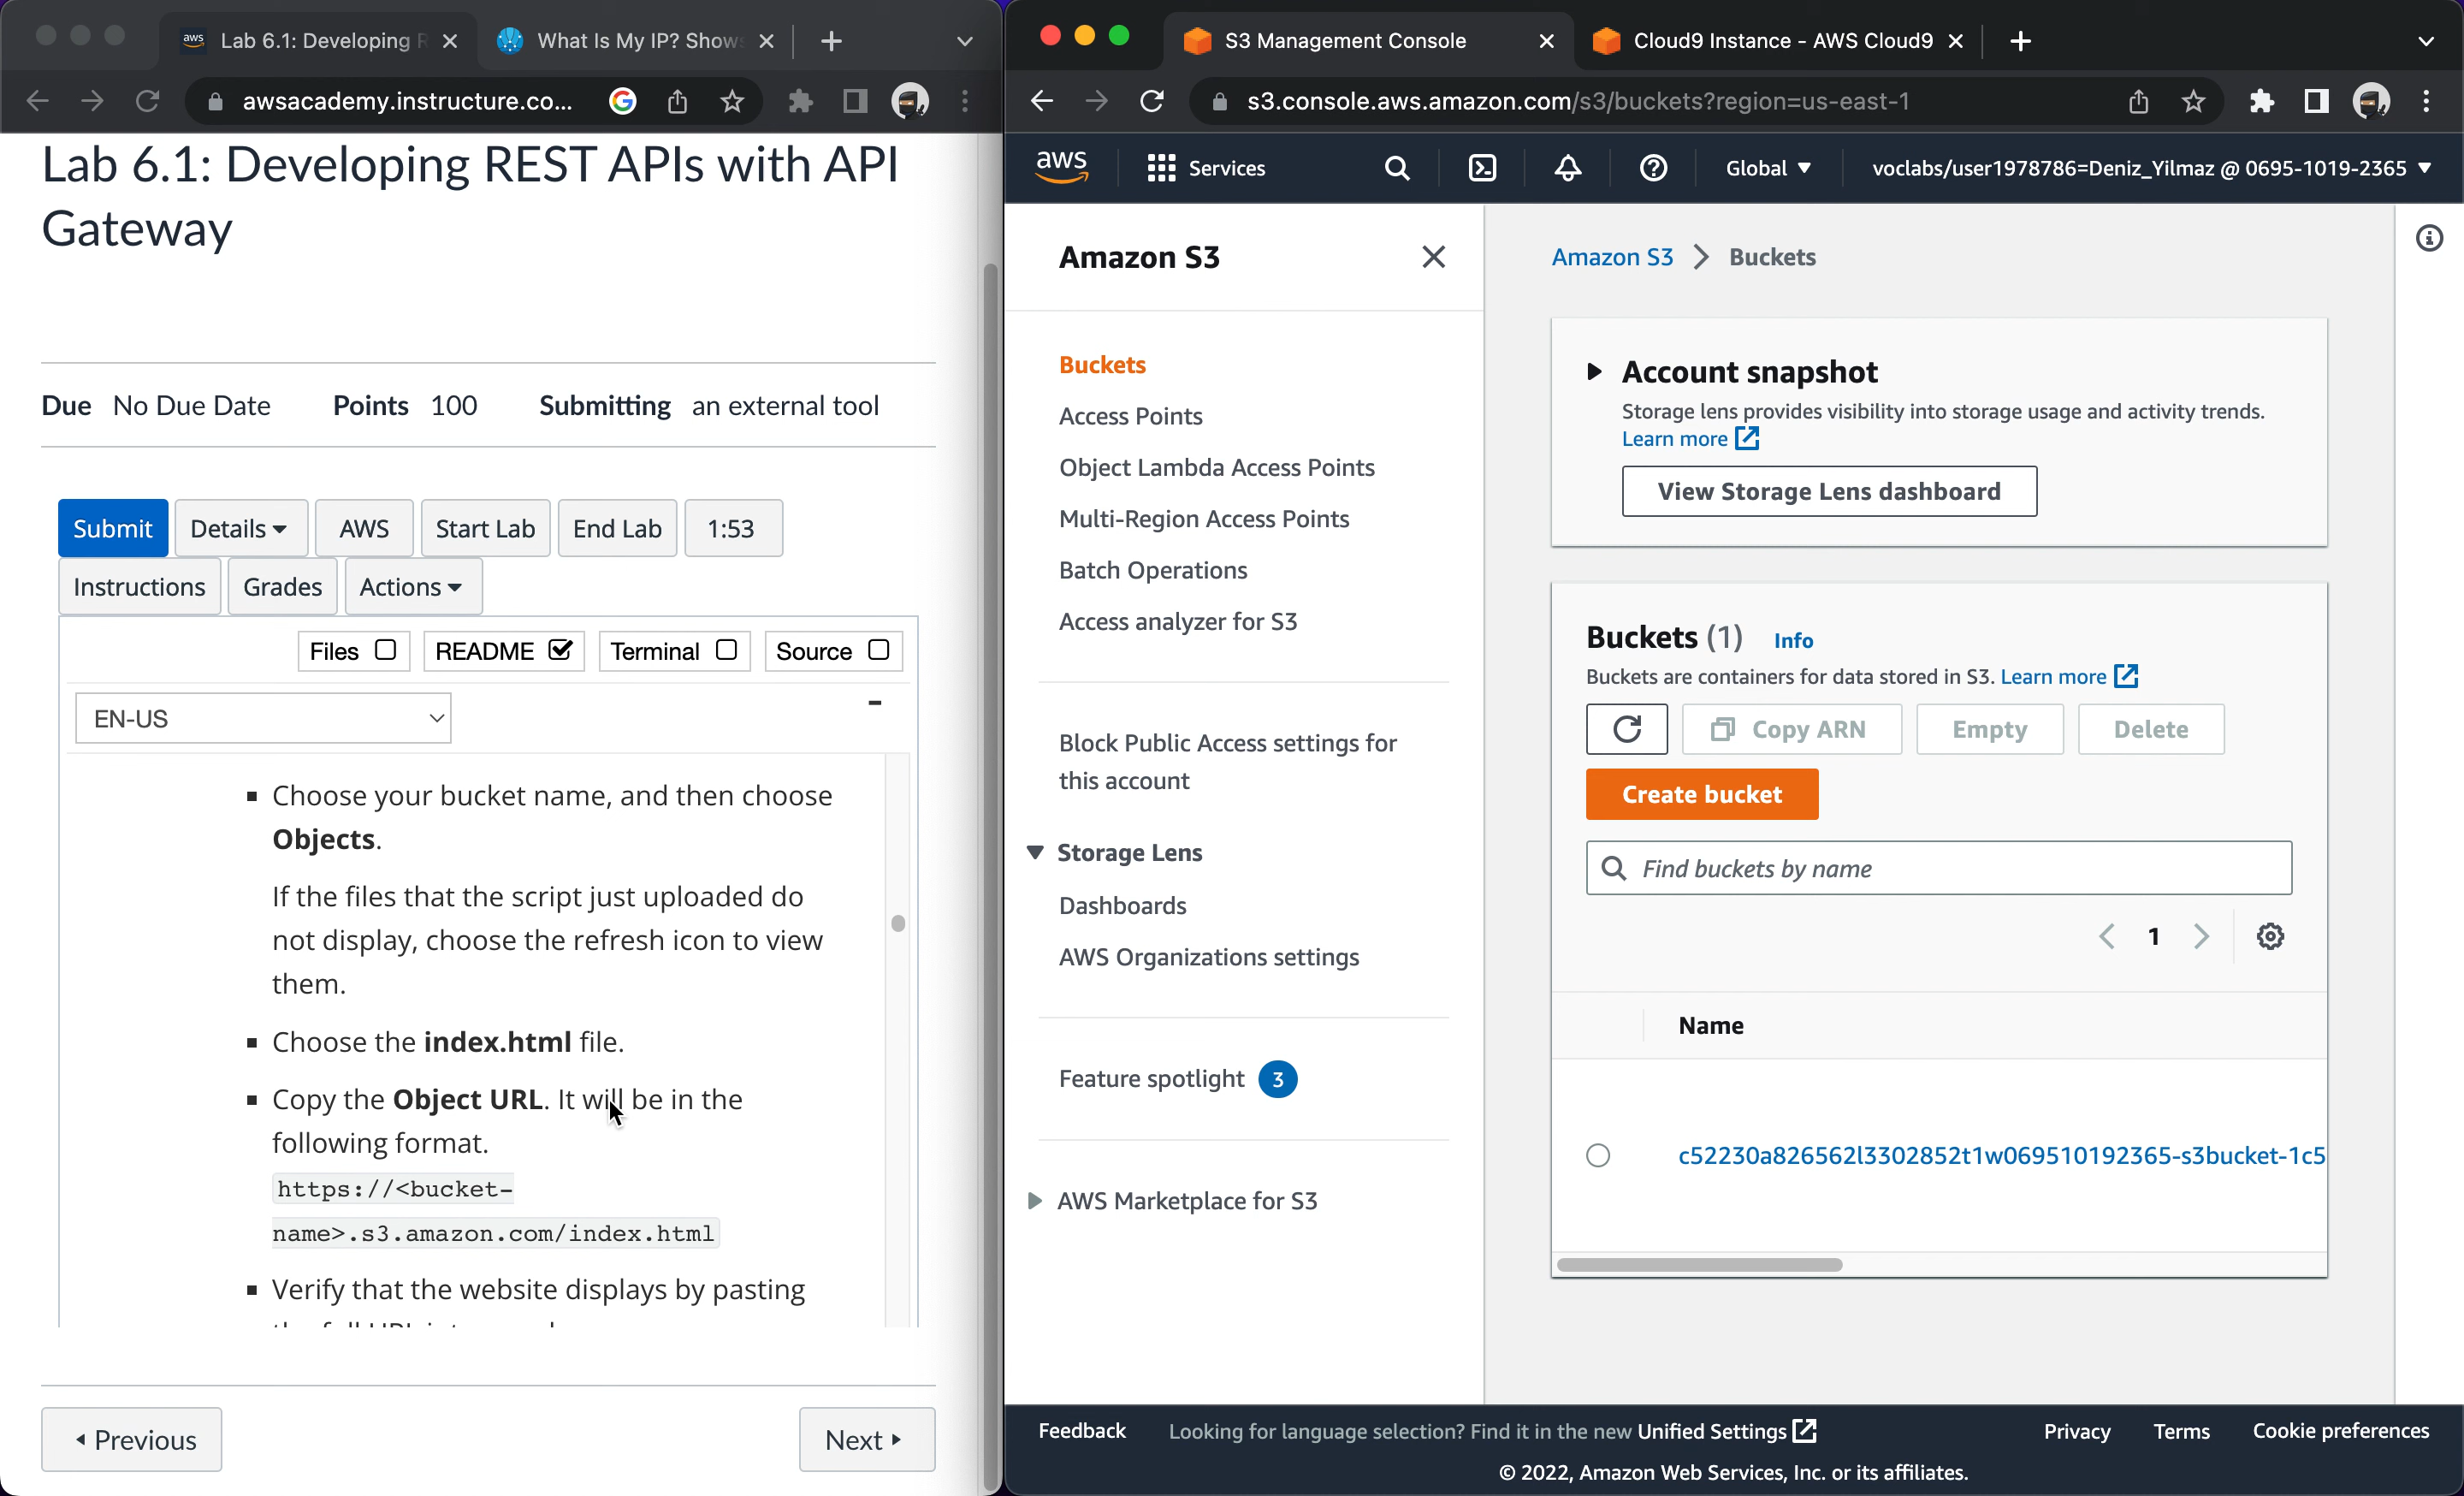 aws Lab 6.1: Developing R
What Is My IP? Shows
awsacademy.instructure.co...
Lab 6.1: Developing REST APIs with API
Gateway
Due No Due Date Points 100 Submitting an external tool
Submit Details AWS Start Lab End Lab 1:53
Instructions Grades Actions
Files README Terminal Source
EN-US
Choose your bucket name, and then choose
Objects.
If the files that the script just uploaded do
not display, choose the refresh icon to view
them.
Choose the index.html file.
Copy the Object URL. It will be in the
following format.
https://<bucket-
name>.s3.amazon.com/index.html
Verify that the website displays by pasting
Previous
Next
S3 Management Console
Cloud9 Instance - AWS Cloud9
s3.console.aws.amazon.com/s3/buckets?region=us-east-1
aws
Services
Global
voclabs/user1978786=Deniz_Yilmaz @ 0695-1019-2365
Amazon S3
Buckets
Access Points
Object Lambda Access Points
Multi-Region Access Points
Batch Operations
Access analyzer for S3
Block Public Access settings for
this account
Storage Lens
Dashboards
AWS Organizations settings
Feature spotlight 3
AWS Marketplace for S3
Amazon S3 > Buckets
Account snapshot
Storage lens provides visibility into storage usage and activity trends.
Learn more
View Storage Lens dashboard
Buckets (1) Info
Buckets are containers for data stored in S3. Learn more
Copy ARN Empty Delete
Create bucket
Find buckets by name
1
Name
c52230a826562l3302852t1w069510192365-s3bucket-1c5
Feedback Looking for language selection? Find it in the new Unified Settings Privacy Terms Cookie preferences
© 2022, Amazon Web Services, Inc. or its affiliates.